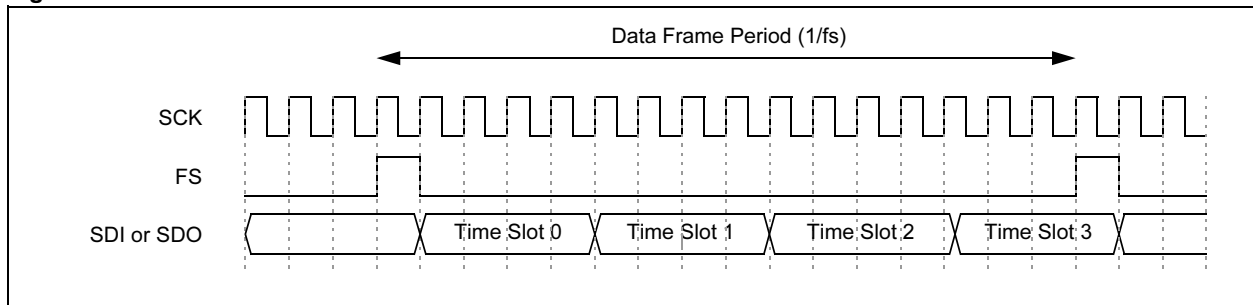 Data Frame Period (1/fs)
SCK
FS
SDI or SDO
Time Slot 0
Time Slot 1
Time Slot 2
Time Slot 3